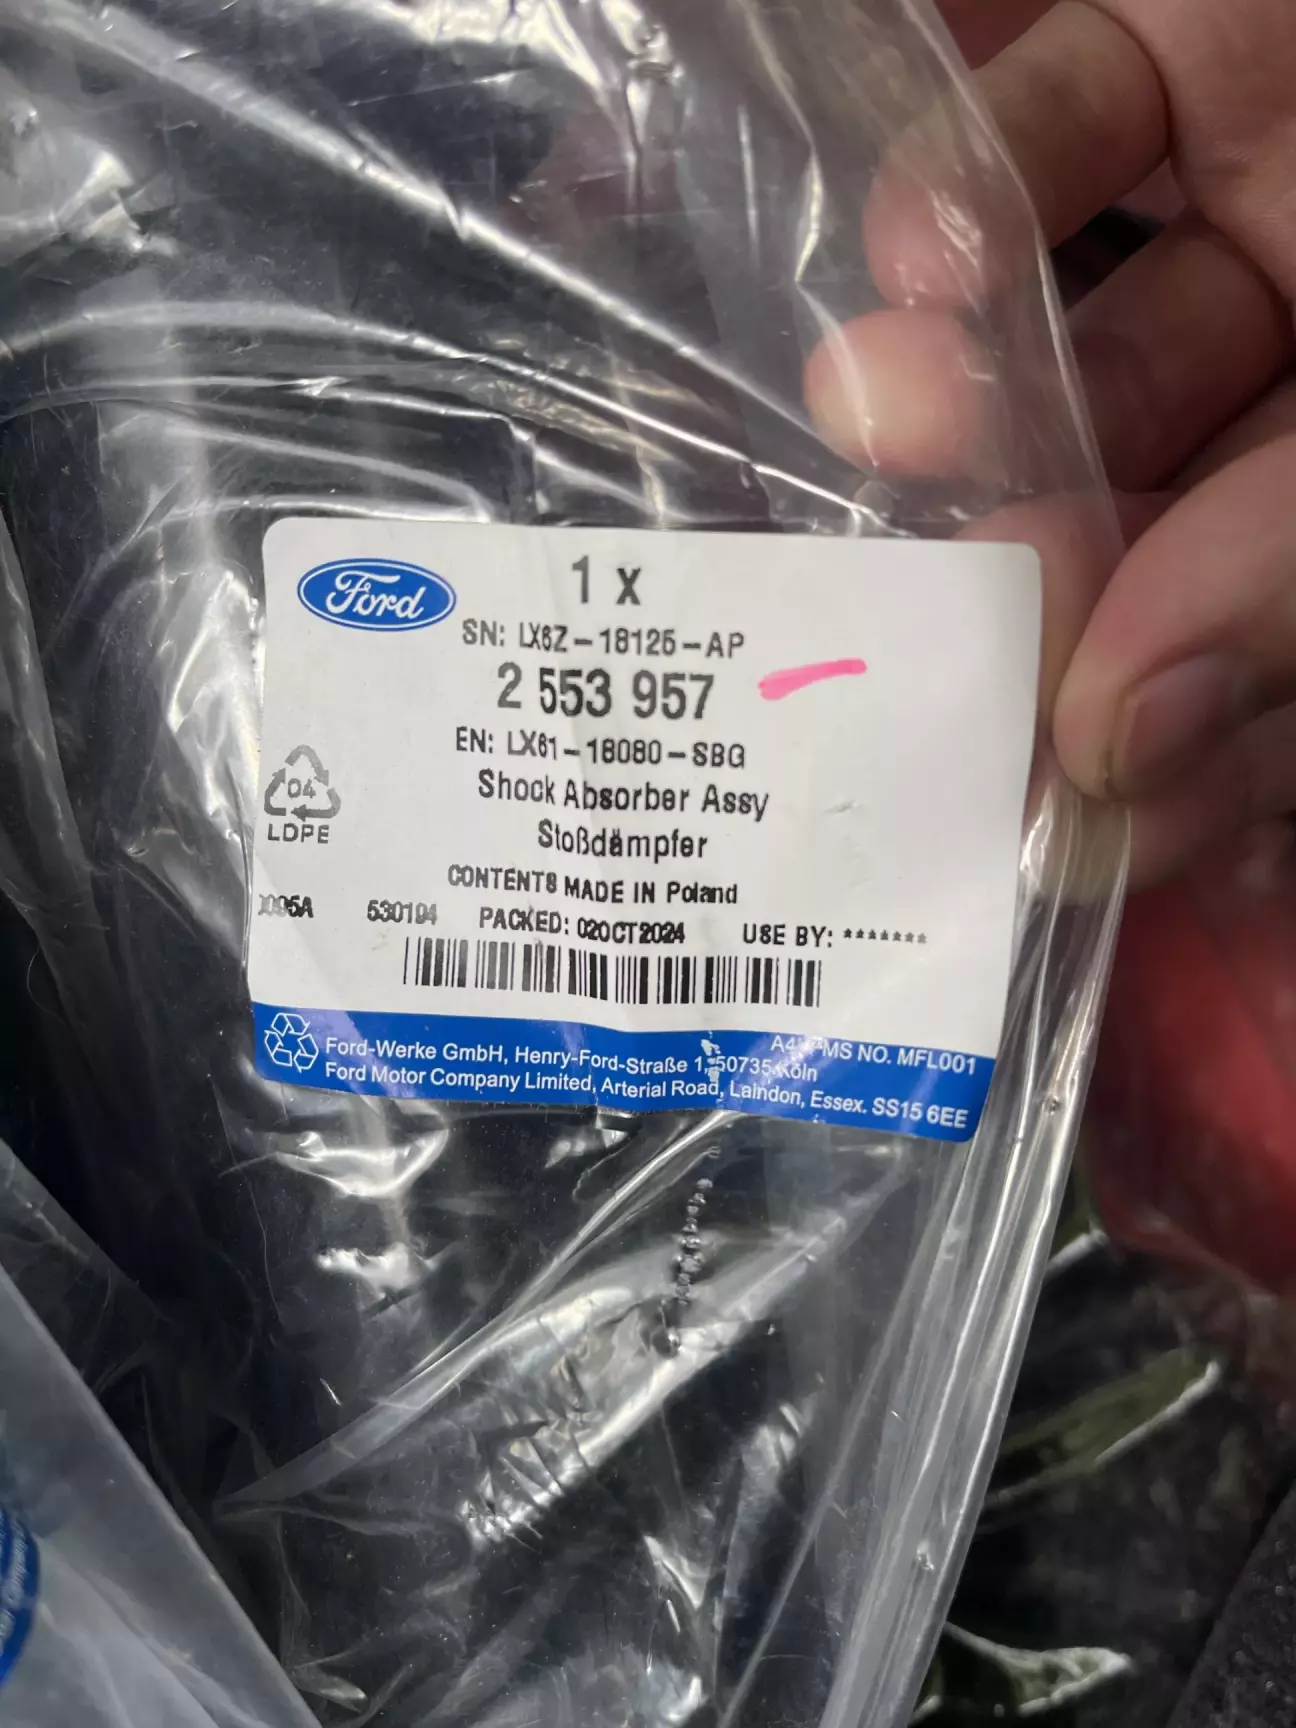 Ford
1 x
SN: LX6Z-18125-AP
2 553 957
EN: LX61-18080-SBG
Shock Absorber Assy
Stoßdämpfer
04
LDPE
CONTENTS MADE IN Poland
530194 PACKED: 02OCT2024 USE BY: *******
MS NO. MFL001
Ford-Werke GmbH, Henry-Ford-Straße 1, 50735 Köln
Ford Motor Company Limited, Arterial Road, Laindon, Essex. SS15 6EE